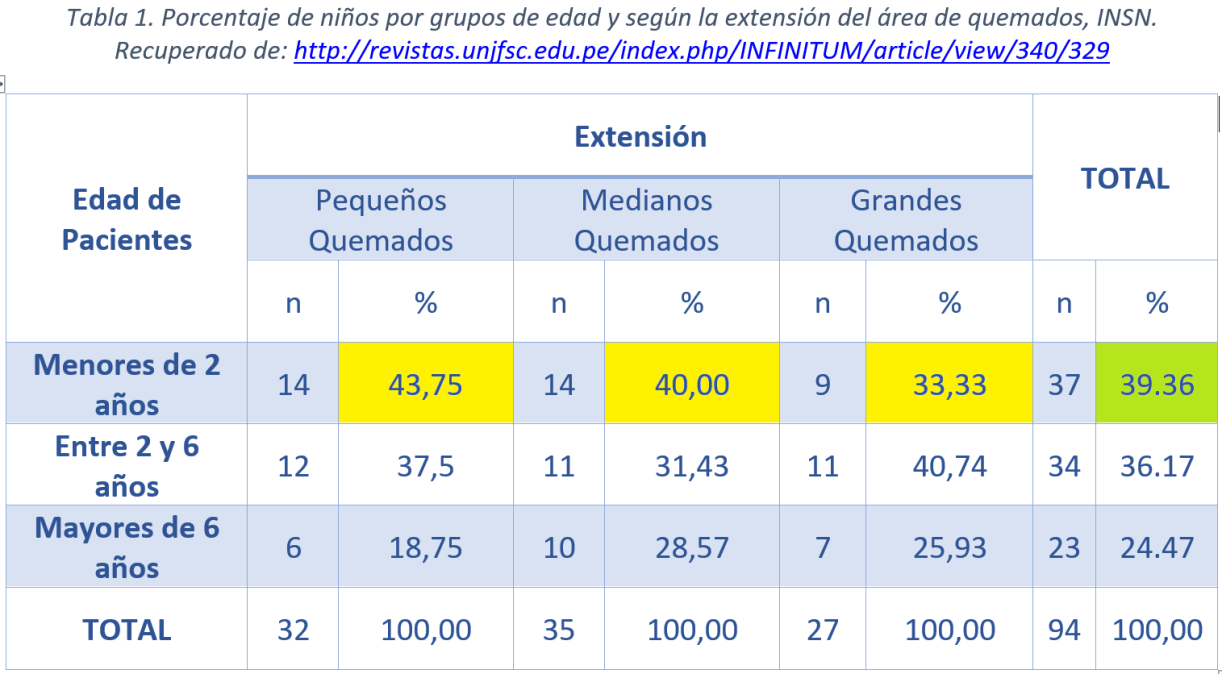 Tabla 1. Porcentaje de niños por grupos de edad y según la extensión del área de quemados, INSN.
Recuperado de: http://revistas.unjfsc.edu.pe/index.php/INFINITUM/article/view/340/329
Edad de
Pacientes
Extensión
TOTAL
Pequeños
Quemados
Medianos
Quemados
Grandes
Quemados
n % n % n % n %
Menores de 2
años
14 43,75 14 40,00 9 33,33 37 39.36
Entre 2 y 6
años
12 37,5 11 31,43 11 40,74 34 36.17
Mayores de 6
años
6 18,75 10 28,57 7 25,93 23 24.47
TOTAL 32 100,00 35 100,00 27 100,00 94 100,00